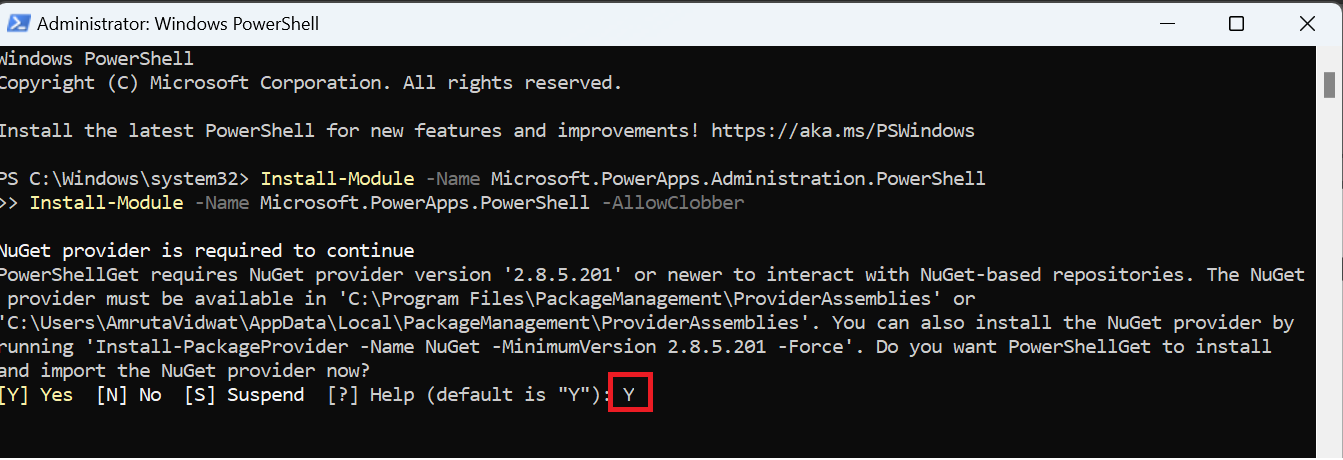 Administrator: Windows PowerShell
Windows PowerShell
Copyright (C) Microsoft Corporation. All rights reserved.
Install the latest PowerShell for new features and improvements! https://aka.ms/PSWindows
PS C:\Windows\system32> Install-Module -Name Microsoft.PowerApps.Administration.PowerShell
>> Install-Module -Name Microsoft.PowerApps.PowerShell -AllowClobber
NuGet provider is required to continue
PowerShellGet requires NuGet provider version '2.8.5.201' or newer to interact with NuGet-based repositories. The NuGet
provider must be available in 'C:\Program Files\PackageManagement\ProviderAssemblies' or
'C:\Users\AmrutaVidwat\AppData\Local\PackageManagement\ProviderAssemblies'. You can also install the NuGet provider by
running 'Install-PackageProvider -Name NuGet -MinimumVersion 2.8.5.201 -Force'. Do you want PowerShellGet to install
and import the NuGet provider now?
[Y] Yes  [N] No  [S] Suspend  [?] Help (default is "Y"): Y